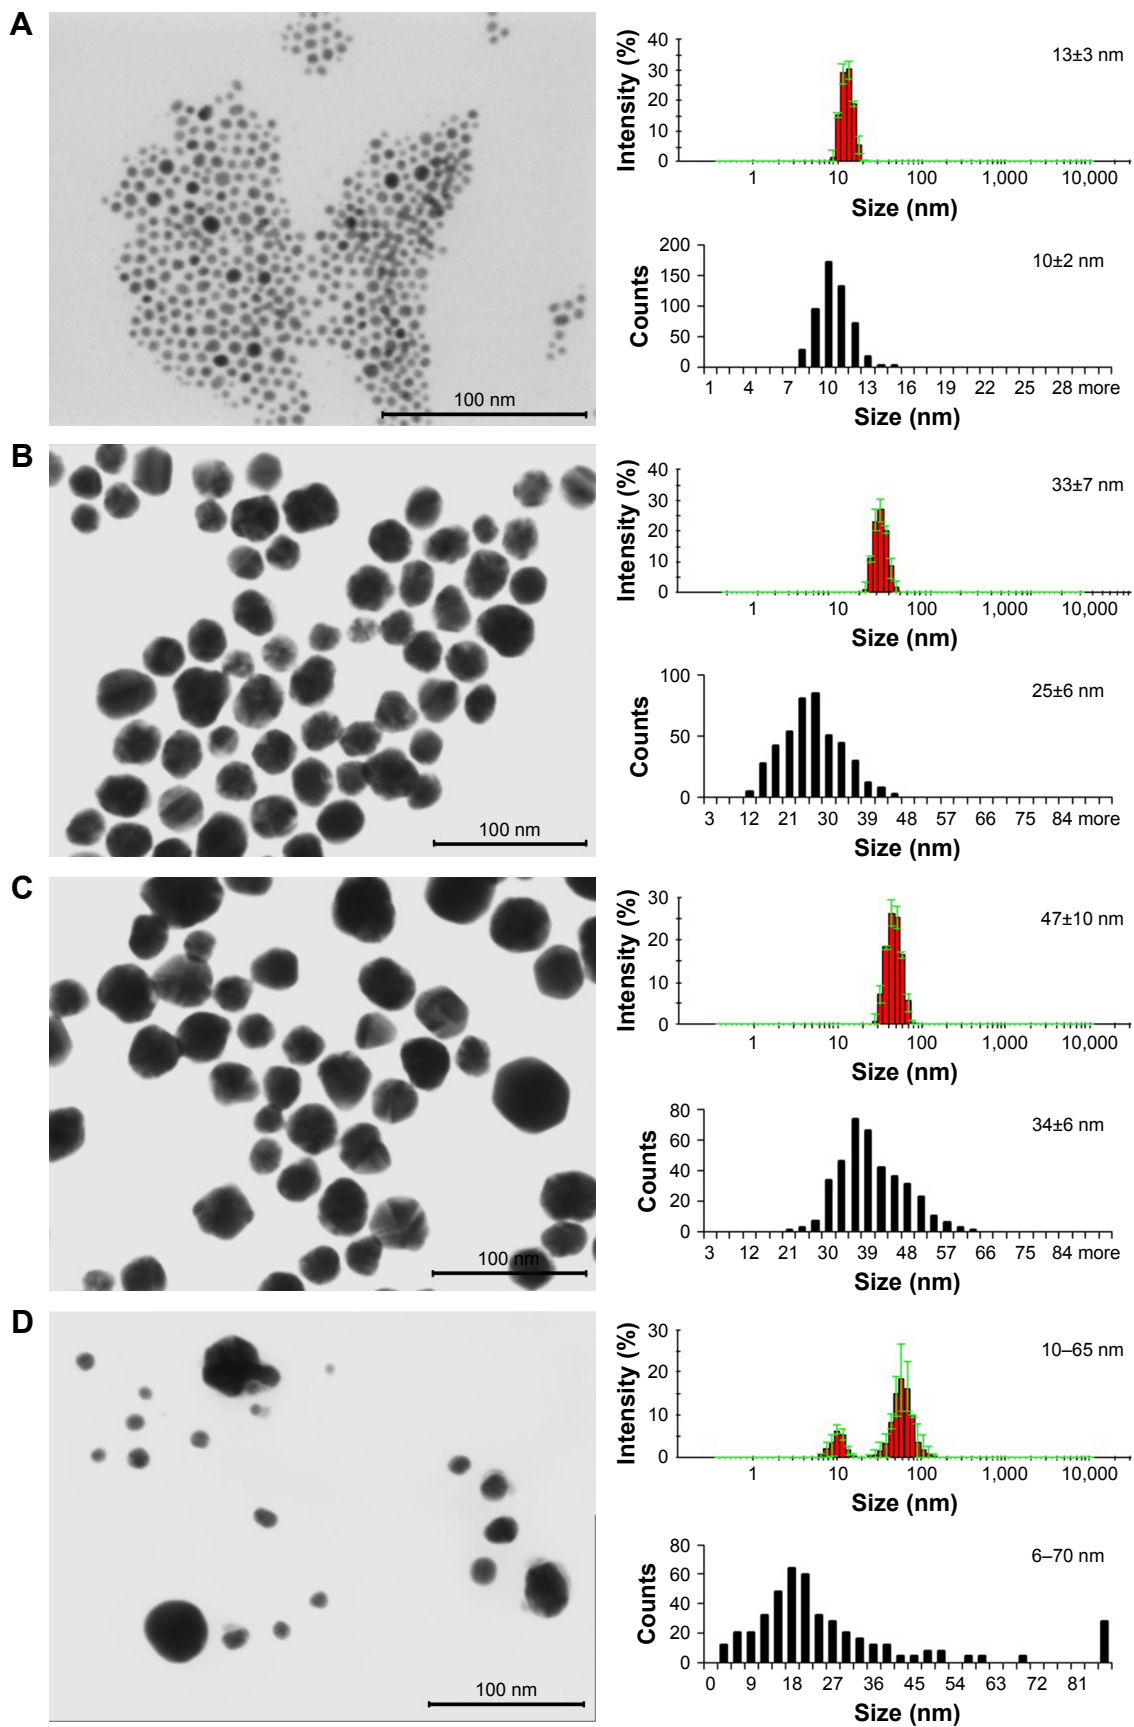 A
100 nm
Intensity (%)
40
30
20
10
0
13±3 nm
1 10 100 1,000 10,000
Size (nm)
Counts
200
150
100
50
0
10±2 nm
1 4 7 10 13 16 19 22 25 28 more
Size (nm)
B
100 nm
Intensity (%)
40
30
20
10
0
33±7 nm
1 10 100 1,000 10,000
Size (nm)
Counts
100
50
0
25±6 nm
3 12 21 30 39 48 57 66 75 84 more
Size (nm)
C
100 nm
Intensity (%)
30
20
10
0
47±10 nm
1 10 100 1,000 10,000
Size (nm)
Counts
80
60
40
20
0
34±6 nm
3 12 21 30 39 48 57 66 75 84 more
Size (nm)
D
100 nm
Intensity (%)
30
20
10
0
10–65 nm
1 10 100 1,000 10,000
Size (nm)
Counts
80
60
40
20
0
6–70 nm
0 9 18 27 36 45 54 63 72 81
Size (nm)